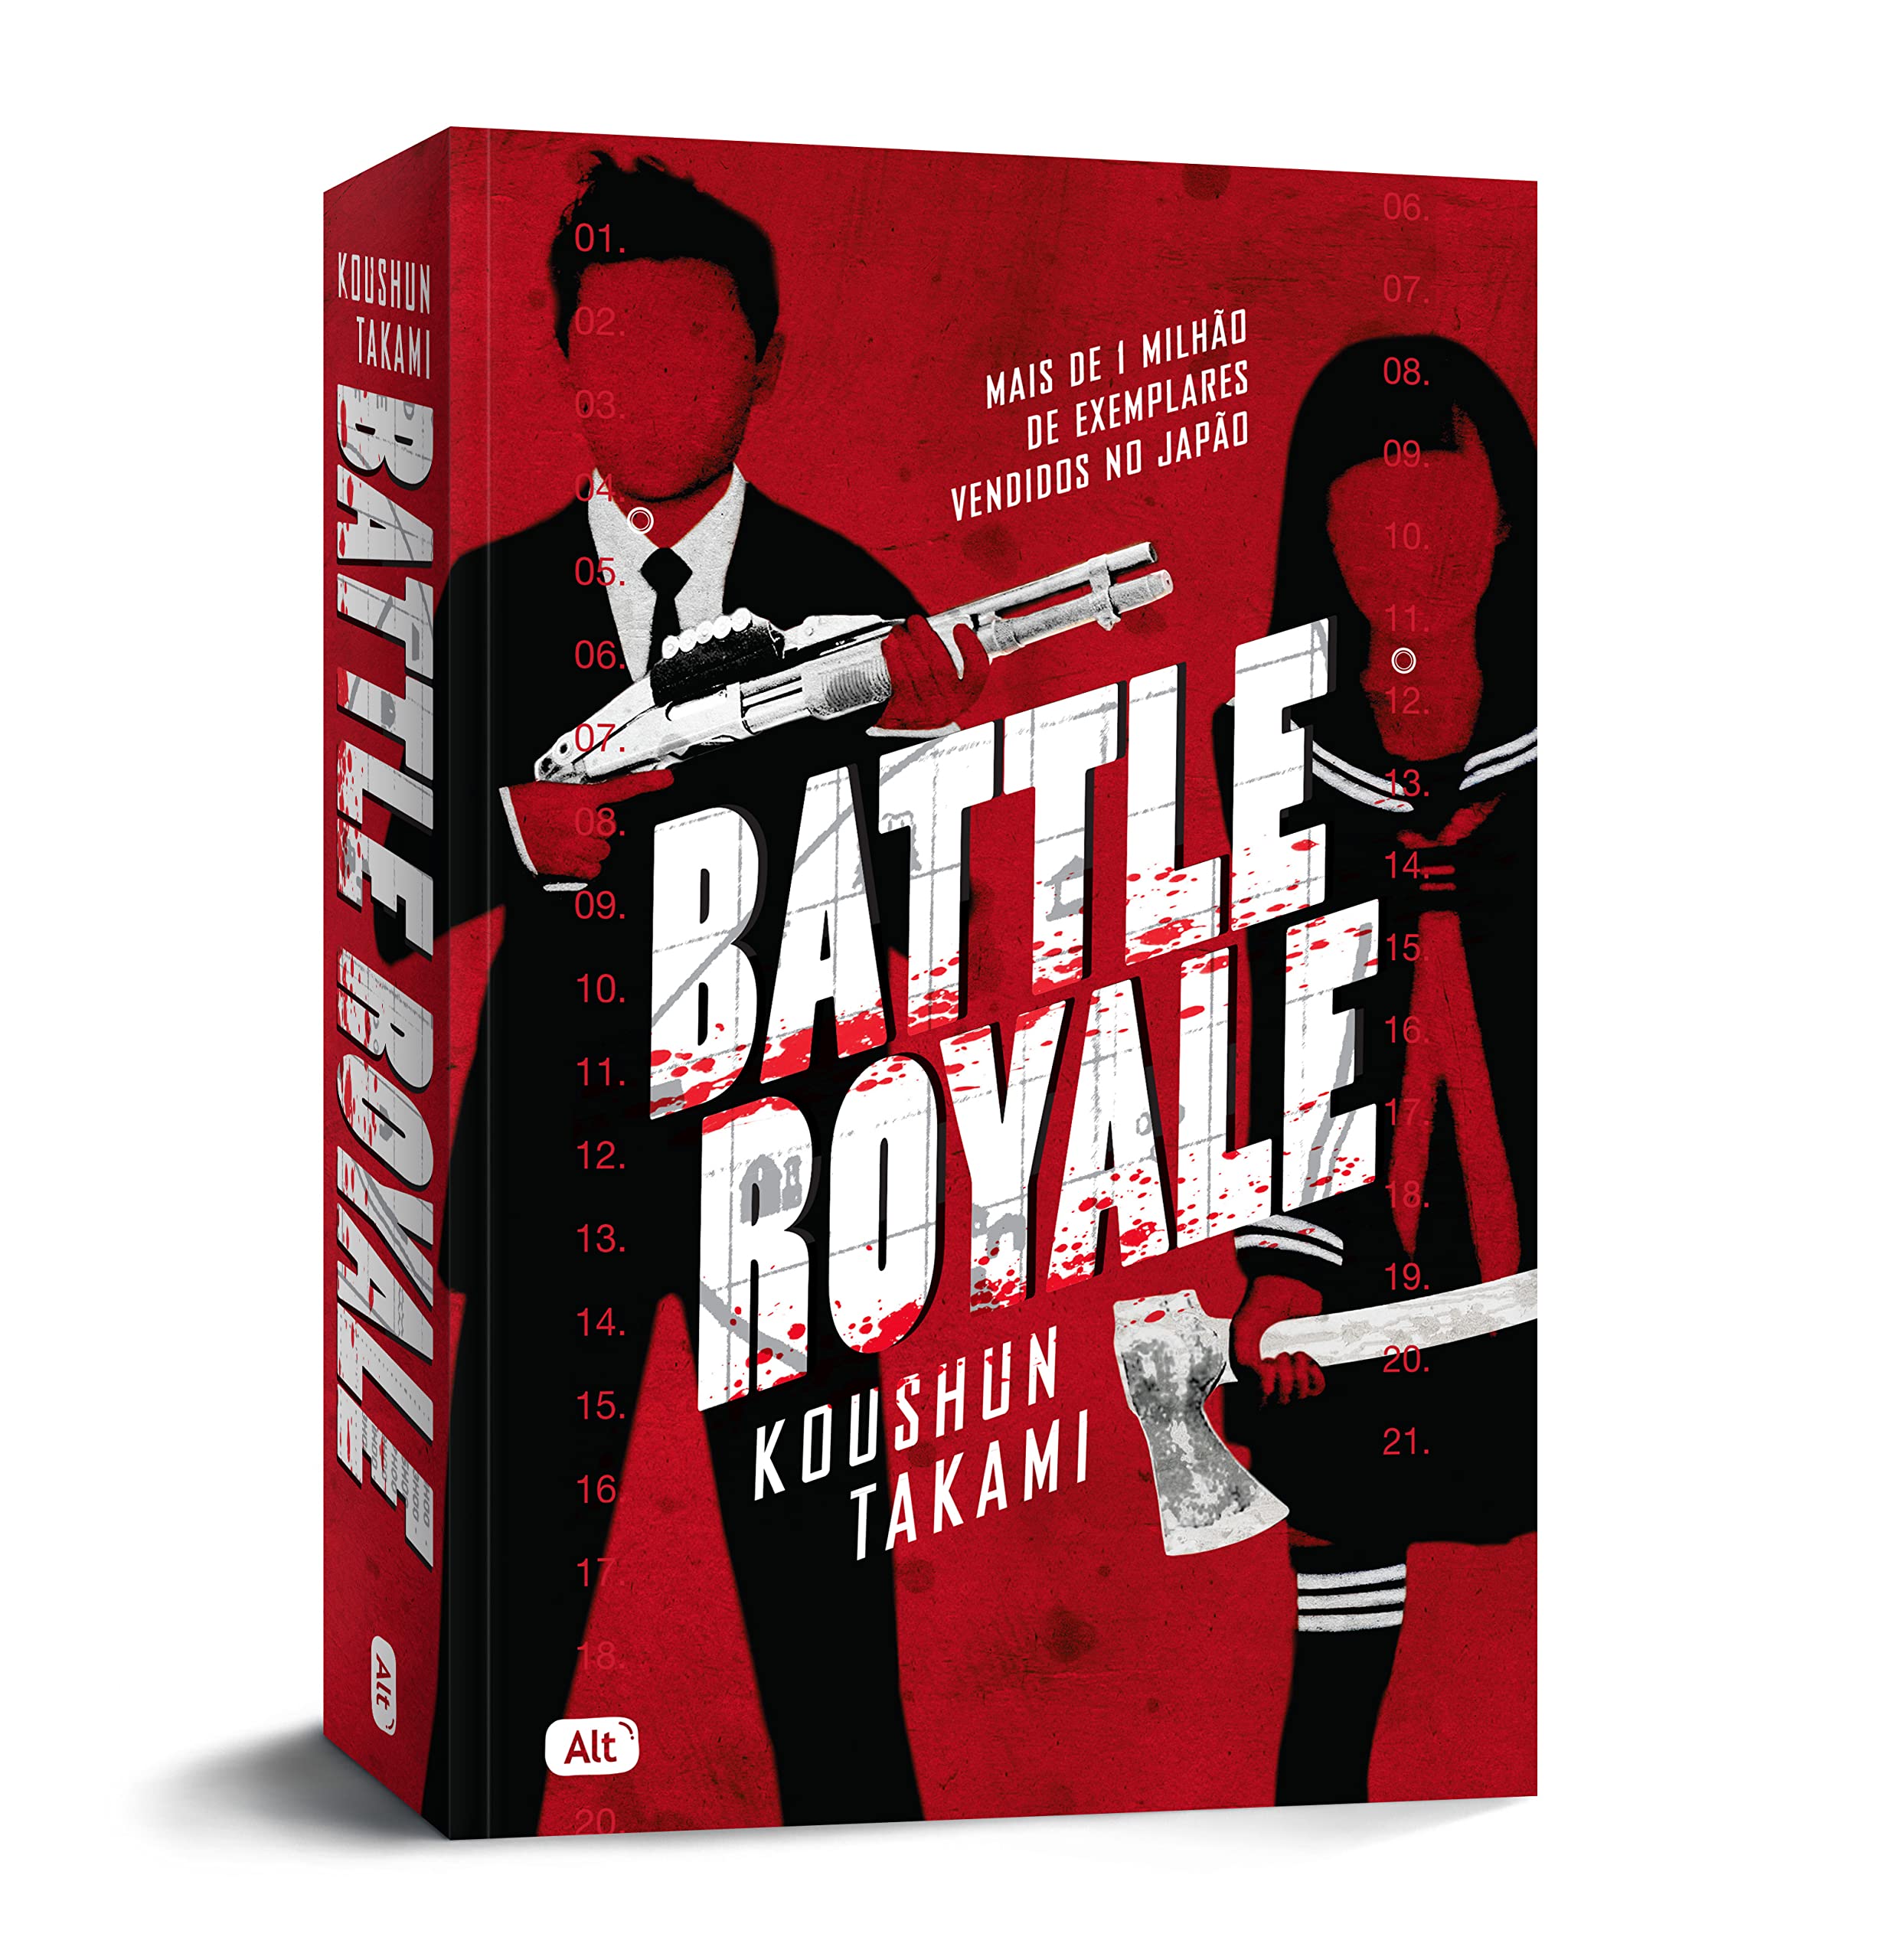 KOUSHUN
TAKAMI
BATTLE ROYALE
Alt
01.
02.
03.
04.
05.
06.
07.
08.
09.
10.
11.
12.
13.
14.
15.
16.
17.
18.
20.
MAIS DE 1 MILHÃO
DE EXEMPLARES
VENDIDOS NO JAPÃO
BATTLE
ROYALE
KOUSHUN
TAKAMI
Alt
06.
07.
08.
09.
10.
11.
12.
13.
14.
15.
16.
17.
18.
19.
20.
21.